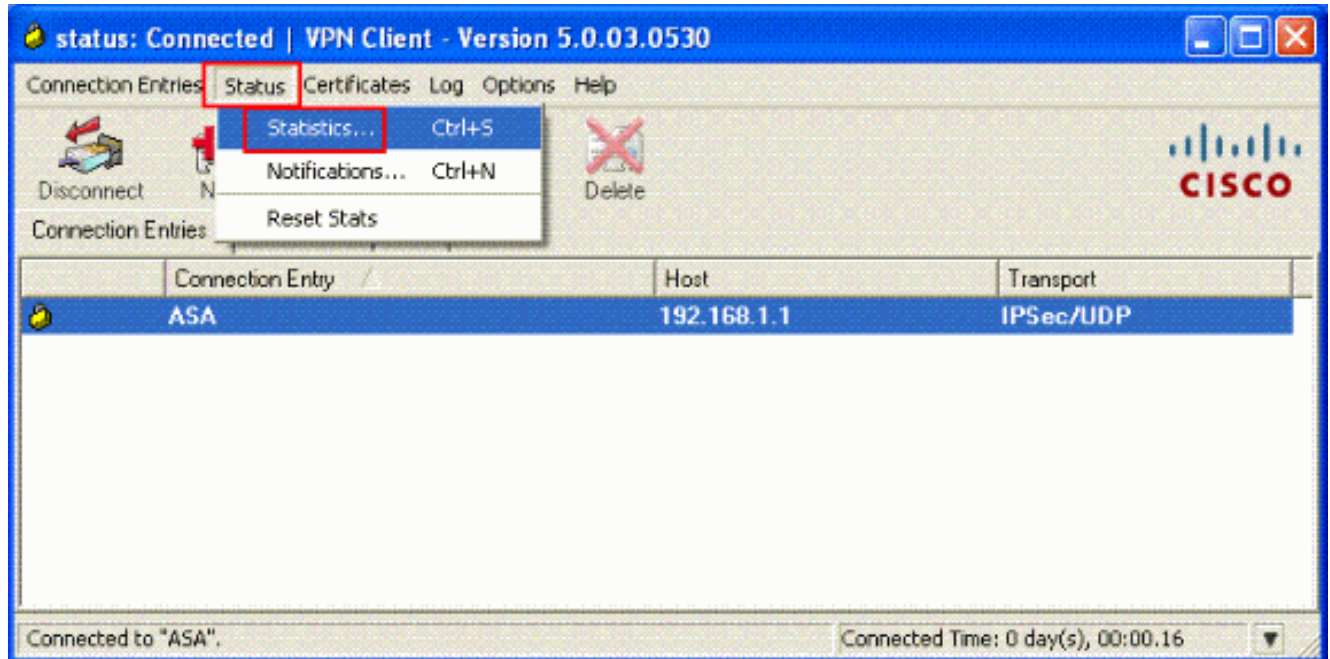 status: Connected | VPN Client - Version 5.0.03.0530
Connection Entries Status Certificates Log Options Help
Statistics... Ctrl+S
Notifications... Ctrl+N
Reset Stats
Disconnect
Delete
CISCO
Connection Entries
Connection Entry Host Transport
ASA 192.168.1.1 IPSec/UDP
Connected to "ASA". Connected Time: 0 day(s), 00:00.16